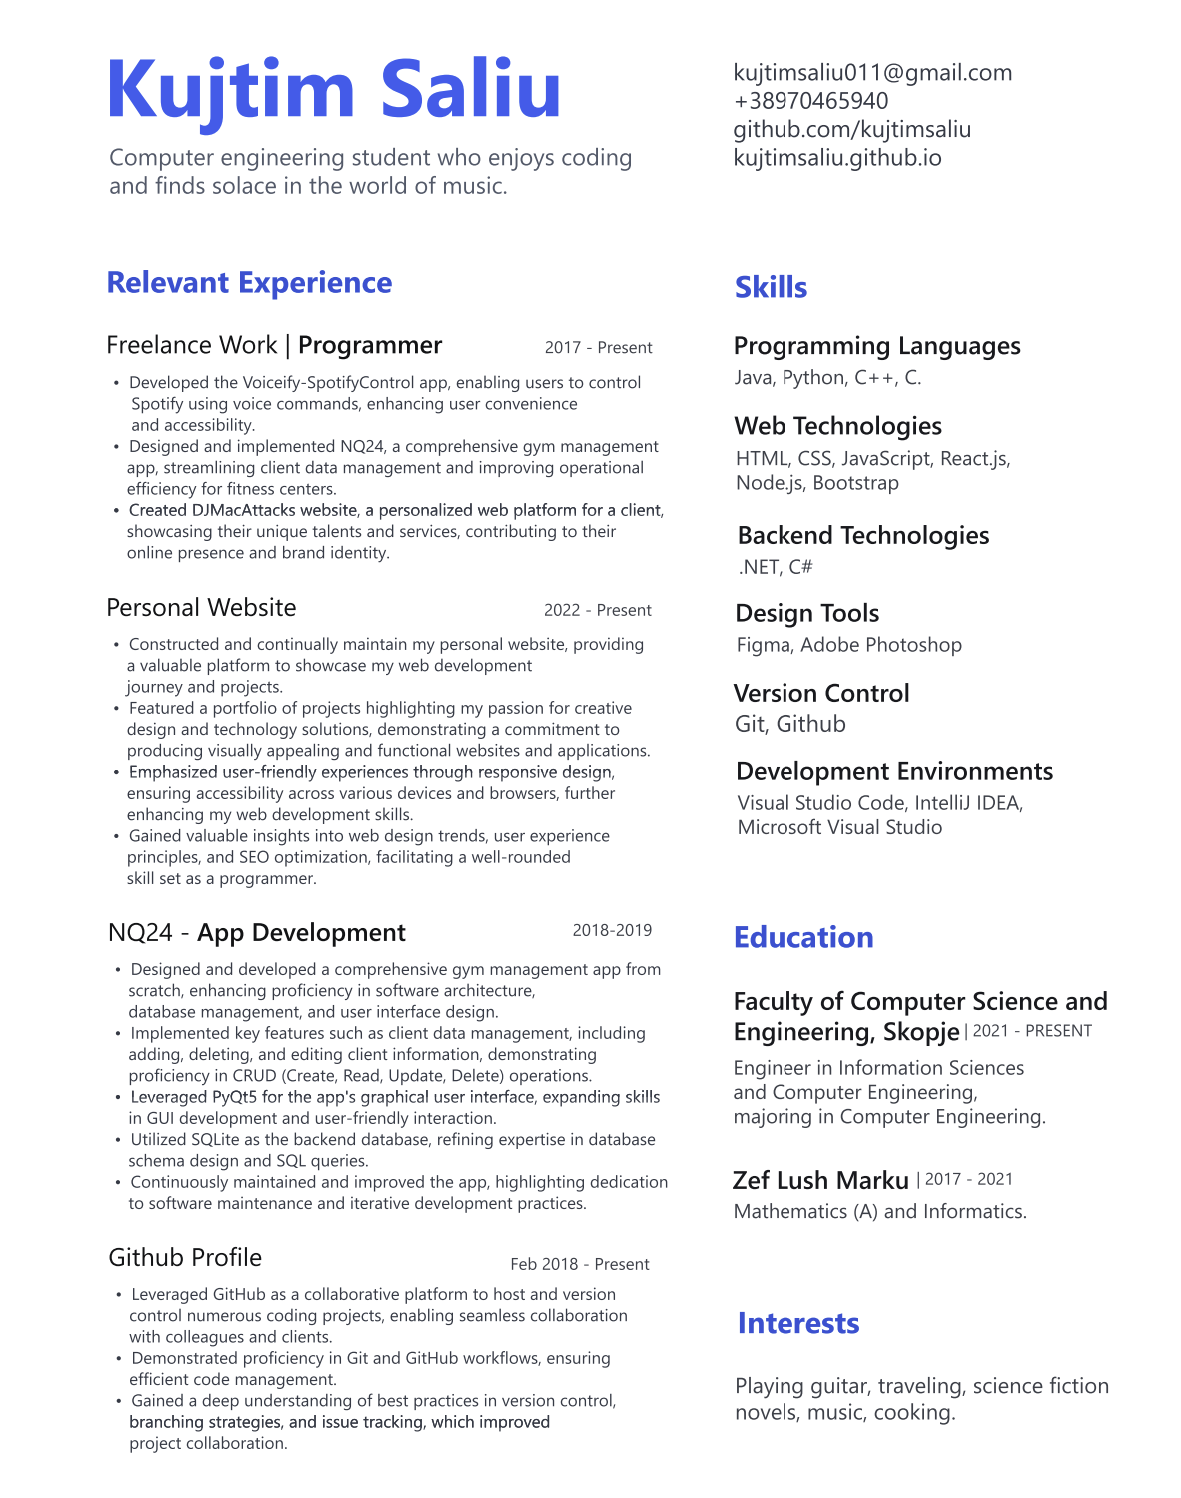 Kujtim Saliu
Computer engineering student who enjoys coding
and finds solace in the world of music.
kujtimsaliu011@gmail.com
+38970465940
github.com/kujtimsaliu
kujtimsaliu.github.io
Relevant Experience
Freelance Work | Programmer 2017 - Present
• Developed the Voiceify-SpotifyControl app, enabling users to control
Spotify using voice commands, enhancing user convenience
and accessibility.
• Designed and implemented NQ24, a comprehensive gym management
app, streamlining client data management and improving operational
efficiency for fitness centers.
• Created DJMacAttacks website, a personalized web platform for a client,
showcasing their unique talents and services, contributing to their
online presence and brand identity.
Personal Website 2022 - Present
• Constructed and continually maintain my personal website, providing
a valuable platform to showcase my web development
journey and projects.
• Featured a portfolio of projects highlighting my passion for creative
design and technology solutions, demonstrating a commitment to
producing visually appealing and functional websites and applications.
• Emphasized user-friendly experiences through responsive design,
ensuring accessibility across various devices and browsers, further
enhancing my web development skills.
• Gained valuable insights into web design trends, user experience
principles, and SEO optimization, facilitating a well-rounded
skill set as a programmer.
NQ24 - App Development 2018-2019
• Designed and developed a comprehensive gym management app from
scratch, enhancing proficiency in software architecture,
database management, and user interface design.
• Implemented key features such as client data management, including
adding, deleting, and editing client information, demonstrating
proficiency in CRUD (Create, Read, Update, Delete) operations.
• Leveraged PyQt5 for the app's graphical user interface, expanding skills
in GUI development and user-friendly interaction.
• Utilized SQLite as the backend database, refining expertise in database
schema design and SQL queries.
• Continuously maintained and improved the app, highlighting dedication
to software maintenance and iterative development practices.
Github Profile Feb 2018 - Present
• Leveraged GitHub as a collaborative platform to host and version
control numerous coding projects, enabling seamless collaboration
with colleagues and clients.
• Demonstrated proficiency in Git and GitHub workflows, ensuring
efficient code management.
• Gained a deep understanding of best practices in version control,
branching strategies, and issue tracking, which improved
project collaboration.
Skills
Programming Languages
Java, Python, C++, C.
Web Technologies
HTML, CSS, JavaScript, React.js,
Node.js, Bootstrap
Backend Technologies
.NET, C#
Design Tools
Figma, Adobe Photoshop
Version Control
Git, Github
Development Environments
Visual Studio Code, IntelliJ IDEA,
Microsoft Visual Studio
Education
Faculty of Computer Science and
Engineering, Skopje | 2021 - PRESENT
Engineer in Information Sciences
and Computer Engineering,
majoring in Computer Engineering.
Zef Lush Marku | 2017 - 2021
Mathematics (A) and Informatics.
Interests
Playing guitar, traveling, science fiction
novels, music, cooking.